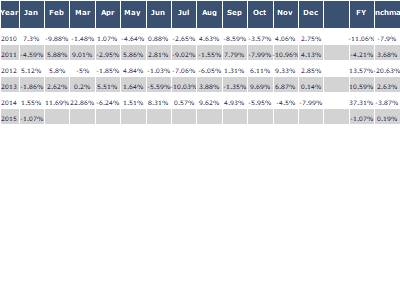 Year Jan Feb Mar Apr May Jun Jul Aug Sep Oct Nov Dec FY nchma
2010 7.3% -9.88% -1.48% 1.07% -4.64% 0.88% -2.65% 4.63% -8.59% -3.57% 4.06% 2.75% -11.06% -7.9%
2011 -4.59% 5.88% 9.01% -2.95% 5.86% 2.81% -9.02% -1.55% 7.79% -7.99% -10.96% 4.13% -4.21% 3.68%
2012 5.12% 5.8% -5% -1.85% 4.84% -1.03% -7.06% -6.05% 1.31% 6.11% 9.33% 2.85% 13.57% -20.63%
2013 -1.86% 2.62% 0.2% 5.51% 1.64% -5.59% -10.03% 3.88% -1.35% 9.69% 6.87% 0.14% 10.59% 2.63%
2014 1.55% 11.69% 22.86% -6.24% 1.51% 8.31% 0.57% 9.62% 4.93% -5.95% -4.5% -7.99% 37.31% -3.87%
2015 -1.07% -1.07% 0.19%